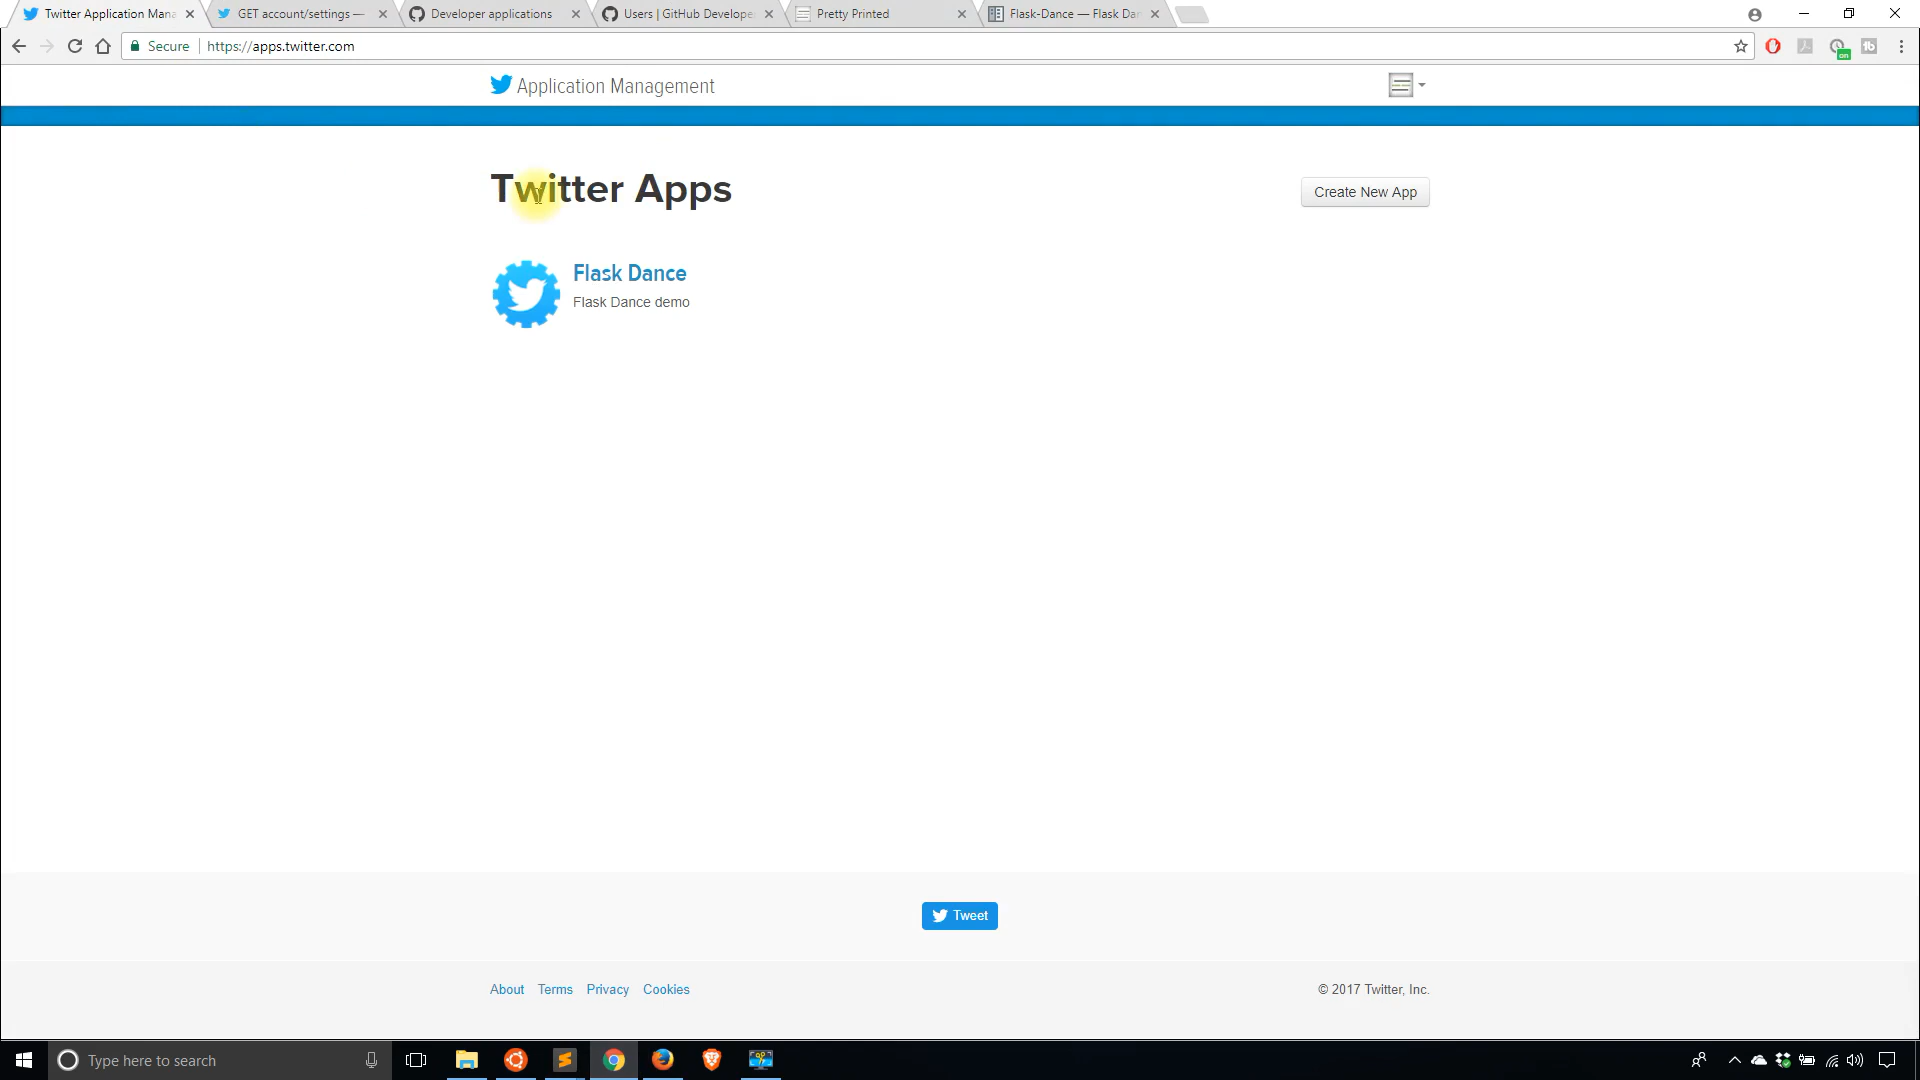 Twitter Application Mana
GET account/settings —
Developer applications
Users | GitHub Develope
Pretty Printed
Flask-Dance — Flask Dan
Secure
https://apps.twitter.com
on
Application Management
Twitter Apps
Create New App
Flask Dance
Flask Dance demo
Tweet
About Terms Privacy Cookies
© 2017 Twitter, Inc.
Type here to search